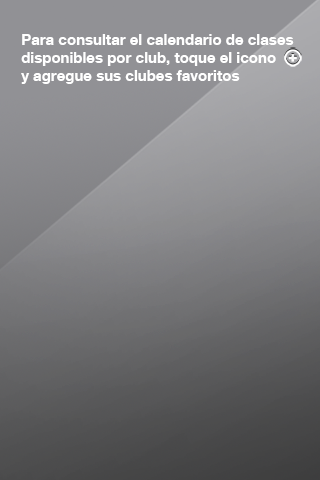 Para consultar el calendario de clases
disponibles por club, toque el icono
y agregue sus clubes favoritos